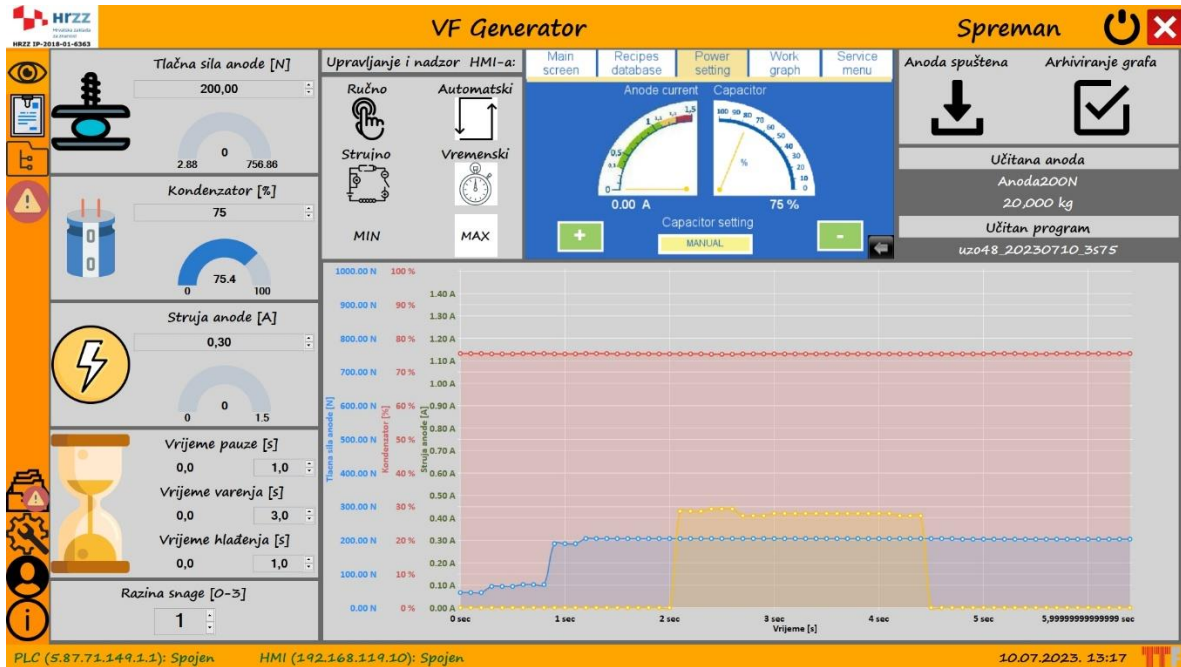 HRZZ
Hrvatska zaklada
za znanost
HRZZ IP-2018-01-6363
VF Generator
Spreman
Tlačna sila anode [N]
200,00
0
2.88
756.86
Kondenzator [%]
75
75.4
0
100
Struja anode [A]
0,30
0
0
1.5
Vrijeme pauze [s]
0,0
1,0
Vrijeme varenja [s]
0,0
3,0
Vrijeme hlađenja [s]
0,0
1,0
Razina snage [0-3]
1
Upravljanje i nadzor HMI-a:
Ručno
Automatski
Strujno
Vremenski
MIN
MAX
Main screen
Recipes database
Power setting
Work graph
Service menu
Anode current
Capacitor
0.00 A
%
75 %
Capacitor setting
+
MANUAL
-
Anoda spuštena
Arhiviranje grafa
Učitana anoda
Anoda200N
20,000 kg
Učitan program
uzo48_20230710_3s75
1000.00 N 100 %
1.40 A
900.00 N 90 %
1.30 A
800.00 N 80 % 1.20 A
1.10 A
700.00 N 70 %
1.00 A
600.00 N 60 % 0.90 A
0.80 A
500.00 N 50 %
0.70 A
400.00 N 40 % 0.60 A
0.50 A
300.00 N 30 %
0.40 A
200.00 N 20 % 0.30 A
0.20 A
100.00 N 10 %
0.10 A
0.00 N 0 % 0.00 A
Tlacna sila anode [N]
Kondenzator [%]
Struja anode [A]
0 sec
1 sec
2 sec
3 sec
4 sec
5 sec
5,99999999999999 sec
Vrijeme [s]
PLC (5.87.71.149.1.1): Spojen
HMI (192.168.119.10): Spojen
10.07.2023. 13:17